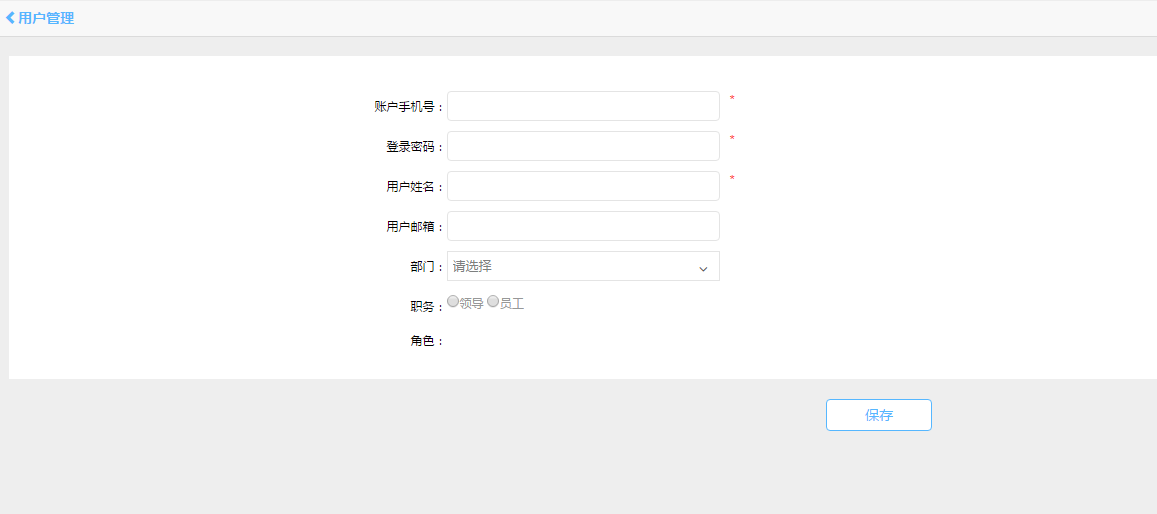 用户管理
账户手机号： *
登录密码： *
用户姓名： *
用户邮箱：
部门： 请选择
职务： 领导 员工
角色：
保存